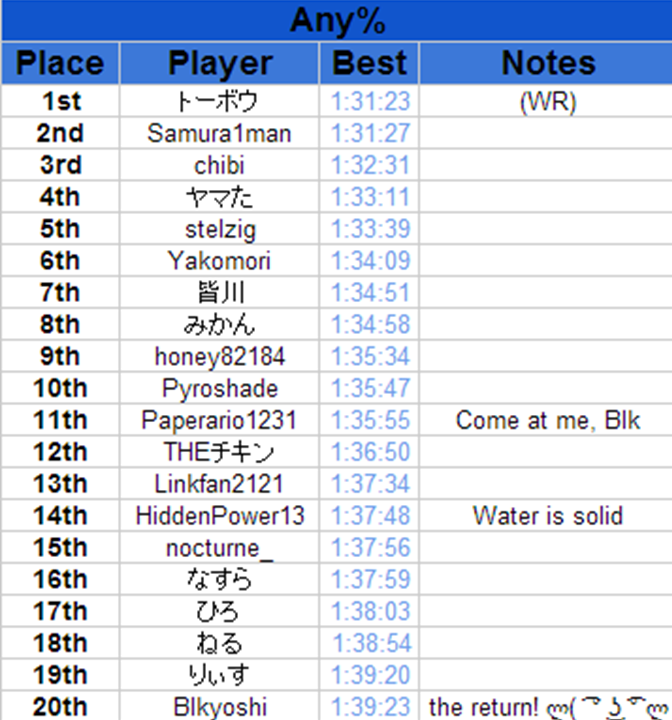 Any%
Place Player Best Notes
1st トーボウ 1:31:23 (WR)
2nd Samura1man 1:31:27
3rd chibi 1:32:31
4th ヤマた 1:33:11
5th stelzig 1:33:39
6th Yakomori 1:34:09
7th 皆川 1:34:51
8th みかん 1:34:58
9th honey82184 1:35:34
10th Pyroshade 1:35:47
11th Paperario1231 1:35:55 Come at me, Blk
12th THEチキン 1:36:50
13th Linkfan2121 1:37:34
14th HiddenPower13 1:37:48 Water is solid
15th nocturne_ 1:37:56
16th なすら 1:37:59
17th ひろ 1:38:03
18th ねる 1:38:54
19th りぃす 1:39:20
20th Blkyoshi 1:39:23 the return! ლ( ͡° ͜ʖ ͡°ლ